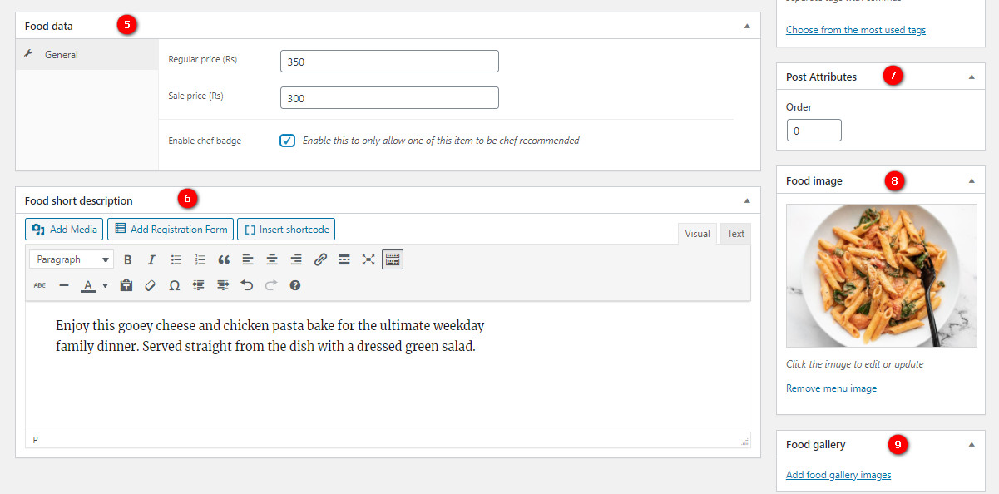 Food data
5
General
Regular price (Rs)
350
Sale price (Rs)
300
Enable chef badge
Enable this to only allow one of this item to be chef recommended
Food short description
6
Add Media
Add Registration Form
Insert shortcode
Visual
Text
Paragraph
B
I
ABC
A
Ω
Enjoy this gooey cheese and chicken pasta bake for the ultimate weekday
family dinner. Served straight from the dish with a dressed green salad.
P
Choose from the most used tags
Post Attributes
7
Order
0
Food image
8
Click the image to edit or update
Remove menu image
Food gallery
9
Add food gallery images